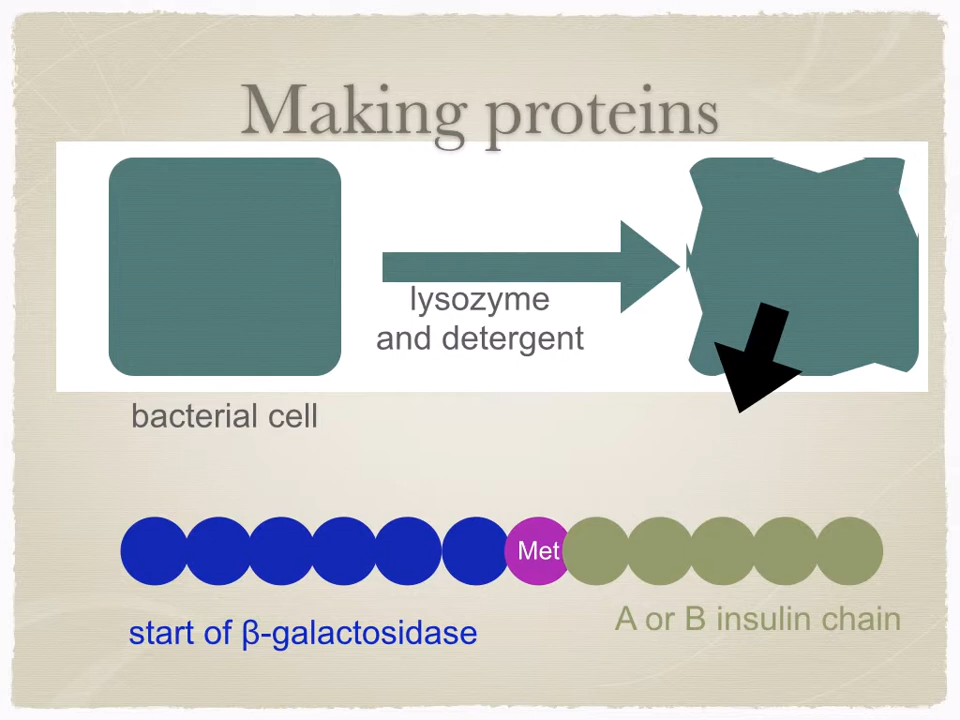 Making proteins
lysozyme
and detergent
bacterial cell
Met
start of β-galactosidase
A or B insulin chain